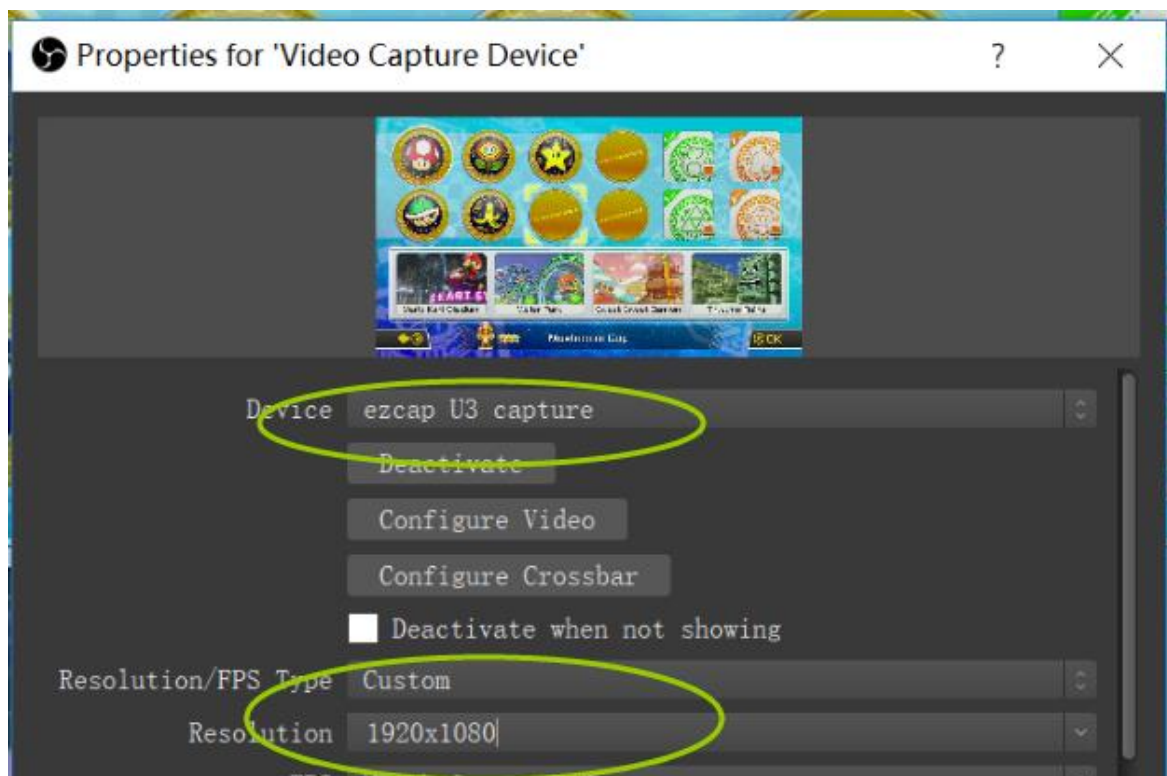 Properties for 'Video Capture Device'
?
OK
Device ezcap U3 capture
Deactivate
Configure Video
Configure Crossbar
Deactivate when not showing
Resolution/FPS Type Custom
Resolution 1920x1080